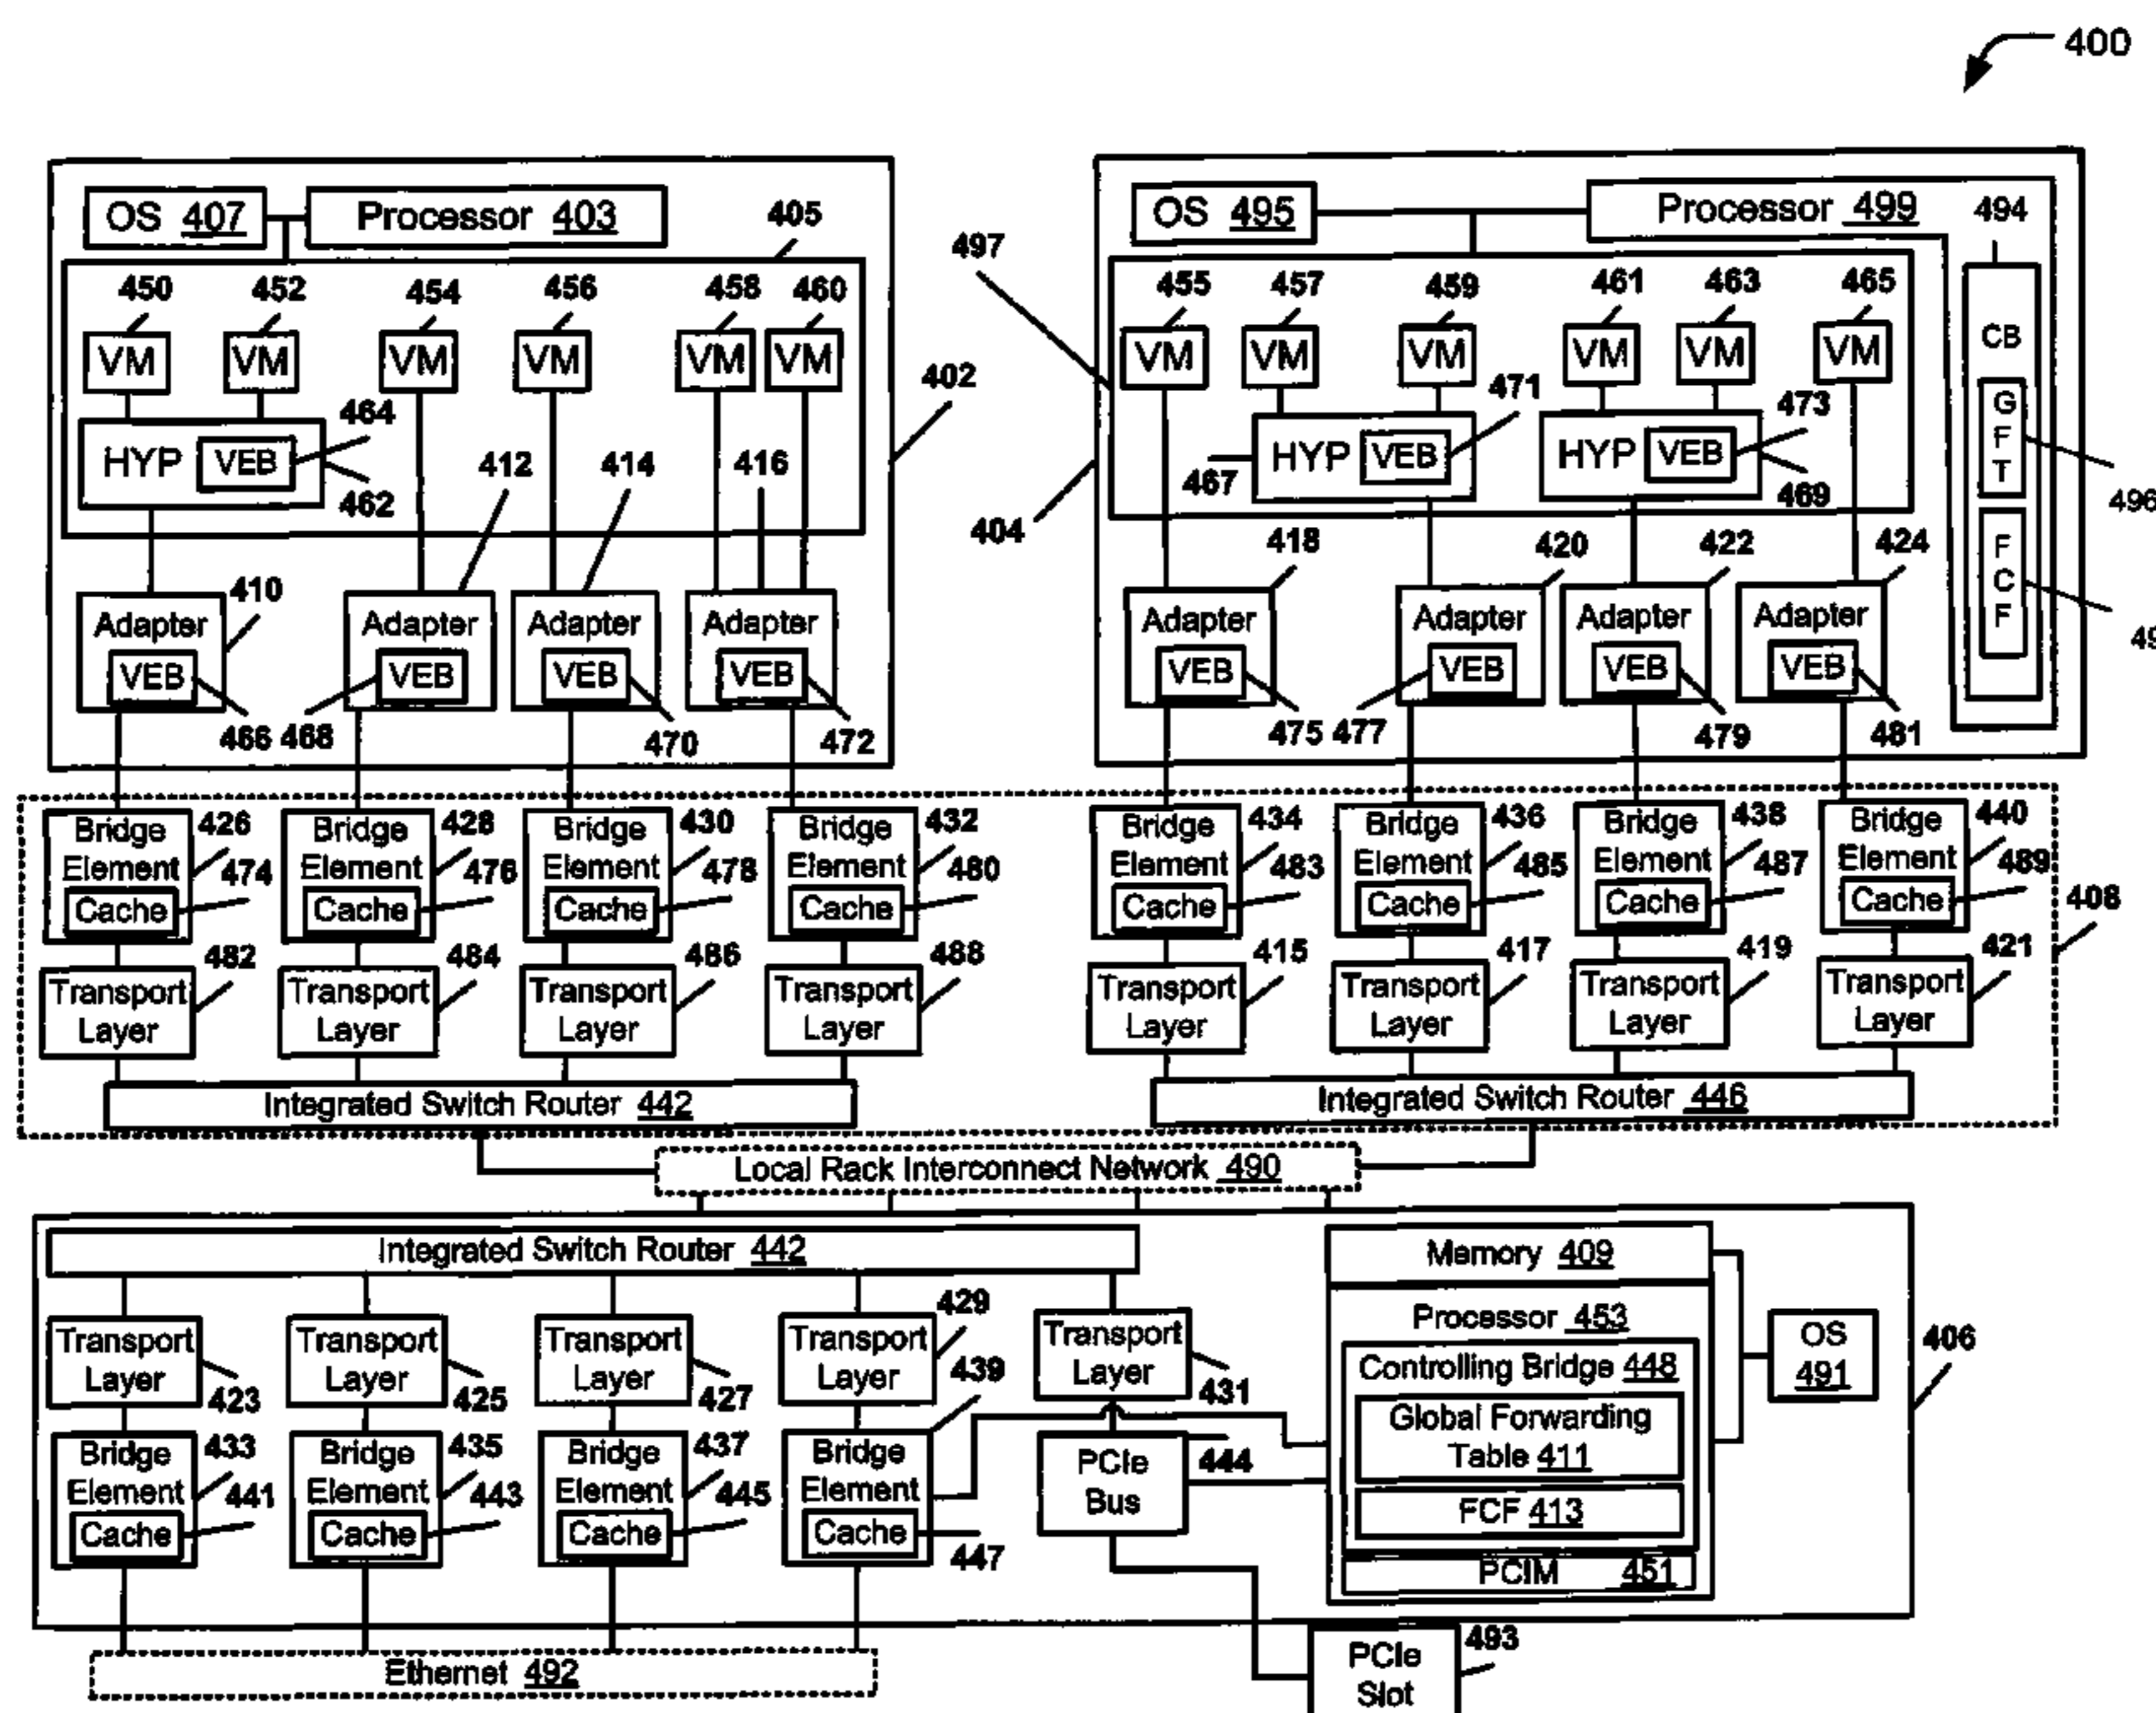 400
OS 407
Processor 403
405
450
452
454
456
458
460
VM
VM
VM
VM
VM
VM
HYP
VEB
464
462
412
414
416
402
Adapter
VEB
410
Adapter
VEB
Adapter
VEB
Adapter
VEB
466
468
470
472
OS 495
Processor 499
494
497
455
457
459
461
463
465
VM
VM
VM
VM
VM
VM
CB
G
F
T
F
C
F
496
49
467
HYP
VEB
471
HYP
VEB
473
469
404
418
420
422
424
Adapter
VEB
Adapter
VEB
Adapter
VEB
Adapter
VEB
475
477
479
481
Bridge
Element
Cache
426
474
Bridge
Element
Cache
428
476
Bridge
Element
Cache
430
478
Bridge
Element
Cache
432
480
Bridge
Element
Cache
434
483
Bridge
Element
Cache
436
485
Bridge
Element
Cache
438
487
Bridge
Element
Cache
440
489
408
Transport
Layer
482
Transport
Layer
484
Transport
Layer
486
Transport
Layer
488
Transport
Layer
415
Transport
Layer
417
Transport
Layer
419
Transport
Layer
421
Integrated Switch Router 442
Integrated Switch Router 446
Local Rack Interconnect Network 490
Integrated Switch Router 442
Memory 409
Processor 453
Controlling Bridge 448
Global Forwarding
Table 411
FCF 413
PCIM 451
OS
491
406
Transport
Layer
423
Transport
Layer
425
Transport
Layer
427
Transport
Layer
429
Transport
Layer
431
Bridge
Element
Cache
433
441
Bridge
Element
Cache
435
443
Bridge
Element
Cache
437
445
Bridge
Element
Cache
439
447
PCIe
Bus
444
Ethernet 492
PCIe
Slot
493